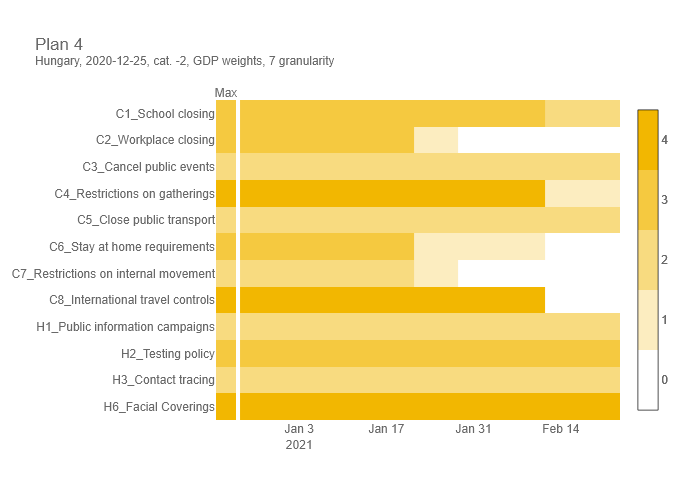 Plan 4
Hungary, 2020-12-25, cat. -2, GDP weights, 7 granularity
Max
C1_School closing
C2_Workplace closing
C3_Cancel public events
C4_Restrictions on gatherings
C5_Close public transport
C6_Stay at home requirements
C7_Restrictions on internal movement
C8_International travel controls
H1_Public information campaigns
H2_Testing policy
H3_Contact tracing
H6_Facial Coverings
Jan 3 Jan 17 Jan 31 Feb 14
2021
4
3
2
1
0